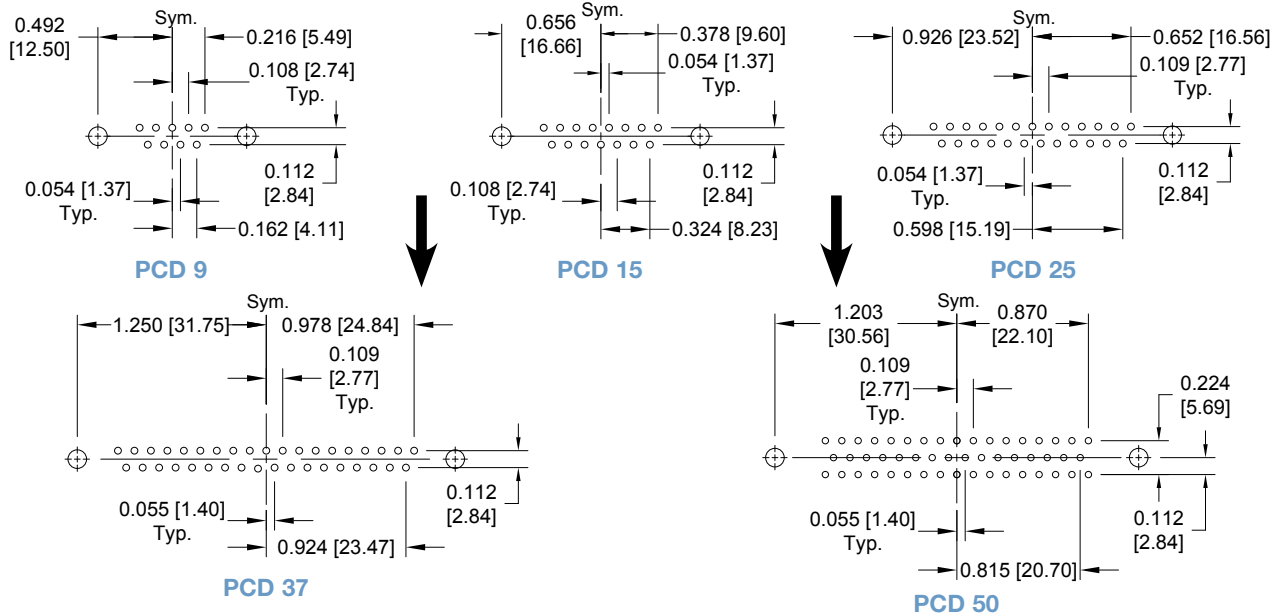 0.492
[12.50]
Sym.
0.216 [5.49]
0.108 [2.74]
Typ.
0.112
[2.84]
0.054 [1.37]
Typ.
0.162 [4.11]
PCD 9
0.656
[16.66]
Sym.
0.378 [9.60]
0.054 [1.37]
Typ.
0.112
[2.84]
0.108 [2.74]
Typ.
0.324 [8.23]
PCD 15
0.926 [23.52]
Sym.
0.652 [16.56]
0.109 [2.77]
Typ.
0.112
[2.84]
0.054 [1.37]
Typ.
0.598 [15.19]
PCD 25
1.250 [31.75]
Sym.
0.978 [24.84]
0.109
[2.77]
Typ.
0.112
[2.84]
0.055 [1.40]
Typ.
0.924 [23.47]
PCD 37
1.203
[30.56]
Sym.
0.870
[22.10]
0.109
[2.77]
Typ.
0.224
[5.69]
0.055 [1.40]
Typ.
0.112
[2.84]
0.815 [20.70]
PCD 50